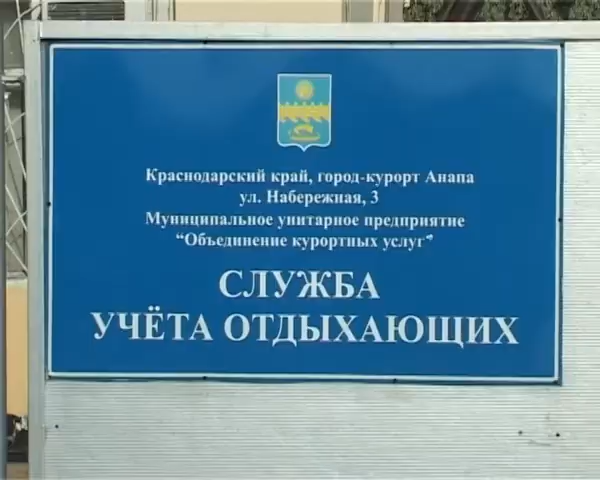 Краснодарский край, город-курорт Анапа
ул. Набережная, 3
Муниципальное унитарное предприятие
“Объединение курортных услуг”
СЛУЖБА
УЧЁТА ОТДЫХАЮЩИХ